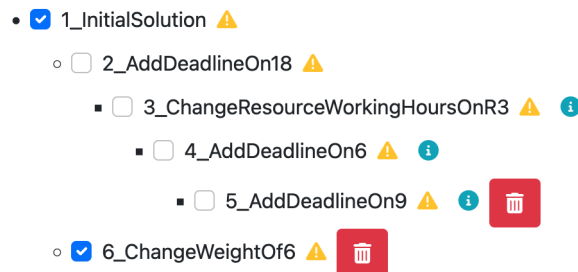 1_InitialSolution
2_AddDeadlineOn18
3_ChangeResourceWorkingHoursOnR3
4_AddDeadlineOn6
5_AddDeadlineOn9
6_ChangeWeightOf6